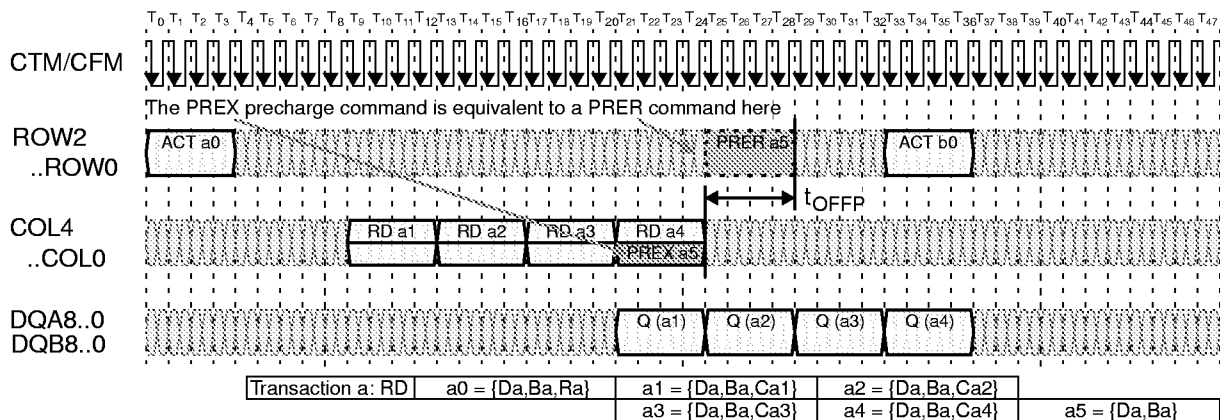 T0 T1 T2 T3 T4 T5 T6 T7 T8 T9 T10 T11 T12 T13 T14 T15 T16 T17 T18 T19 T20 T21 T22 T23 T24 T25 T26 T27 T28 T29 T30 T31 T32 T33 T34 T35 T36 T37 T38 T39 T40 T41 T42 T43 T44 T45 T46 T47
CTM/CFM
The PREX precharge command is equivalent to a PRER command here
ROW2
..ROW0
ACT a0
PRER a5
ACT b0
tOFFP
COL4
..COL0
RD a1
RD a2
RD a3
RD a4
PREX a5
DQA8..0
DQB8..0
Q (a1)
Q (a2)
Q (a3)
Q (a4)
Transaction a: RD
a0 = {Da,Ba,Ra}
a1 = {Da,Ba,Ca1}
a2 = {Da,Ba,Ca2}
a3 = {Da,Ba,Ca3}
a4 = {Da,Ba,Ca4}
a5 = {Da,Ba}